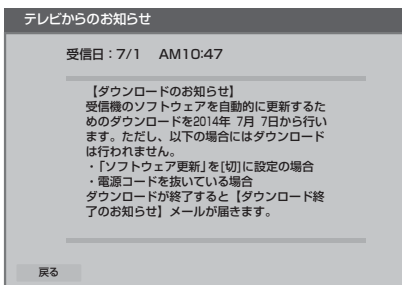 テレビからのお知らせ
受信日：7/1　AM10:47
【ダウンロードのお知らせ】
受信機のソフトウェアを自動的に更新するた
めのダウンロードを2014年 7月 7日から行い
ます。ただし、以下の場合にはダウンロード
は行われません。
・「ソフトウェア更新」を[切]に設定の場合
・電源コードを抜いている場合
ダウンロードが終了すると【ダウンロード終
了のお知らせ】メールが届きます。
戻る